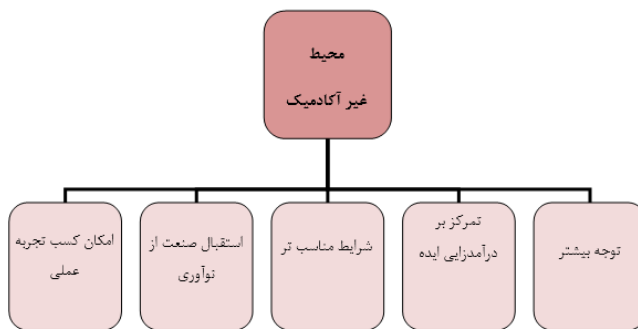 محیط
غیر آکادمیک
توجه بیشتر
تمرکز بر
درآمدزایی ایده
شرایط مناسب تر
استقبال صنعت از
نوآوری
امکان کسب تجربه
عملی